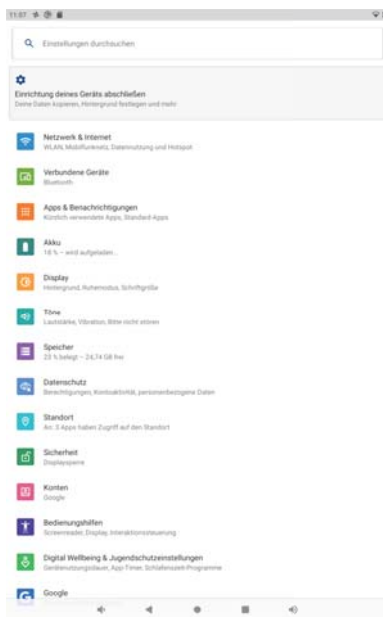 11:07
Einstellungen durchsuchen
Einrichtung deines Geräts abschließen
Deine Daten kopieren, Hintergrund festlegen und mehr
Netzwerk & Internet
WLAN, Mobilfunknetz, Datennutzung und Hotspot
Verbundene Geräte
Bluetooth
Apps & Benachrichtigungen
Kürzlich verwendete Apps, Standard-Apps
Akku
18 % – wird aufgeladen…
Display
Hintergrund, Ruhemodus, Schriftgröße
Töne
Lautstärke, Vibration, Bitte nicht stören
Speicher
23 % belegt – 24,74 GB frei
Datenschutz
Berechtigungen, Kontoaktivität, personenbezogene Daten
Standort
An: 3 Apps haben Zugriff auf den Standort
Sicherheit
Displaysperre
Konten
Google
Bedienungshilfen
Screenreader, Display, Interaktionssteuerung
Digital Wellbeing & Jugendschutzeinstellungen
Gerätenutzungsdauer, App-Timer, Schlafenszeit-Programme
Google